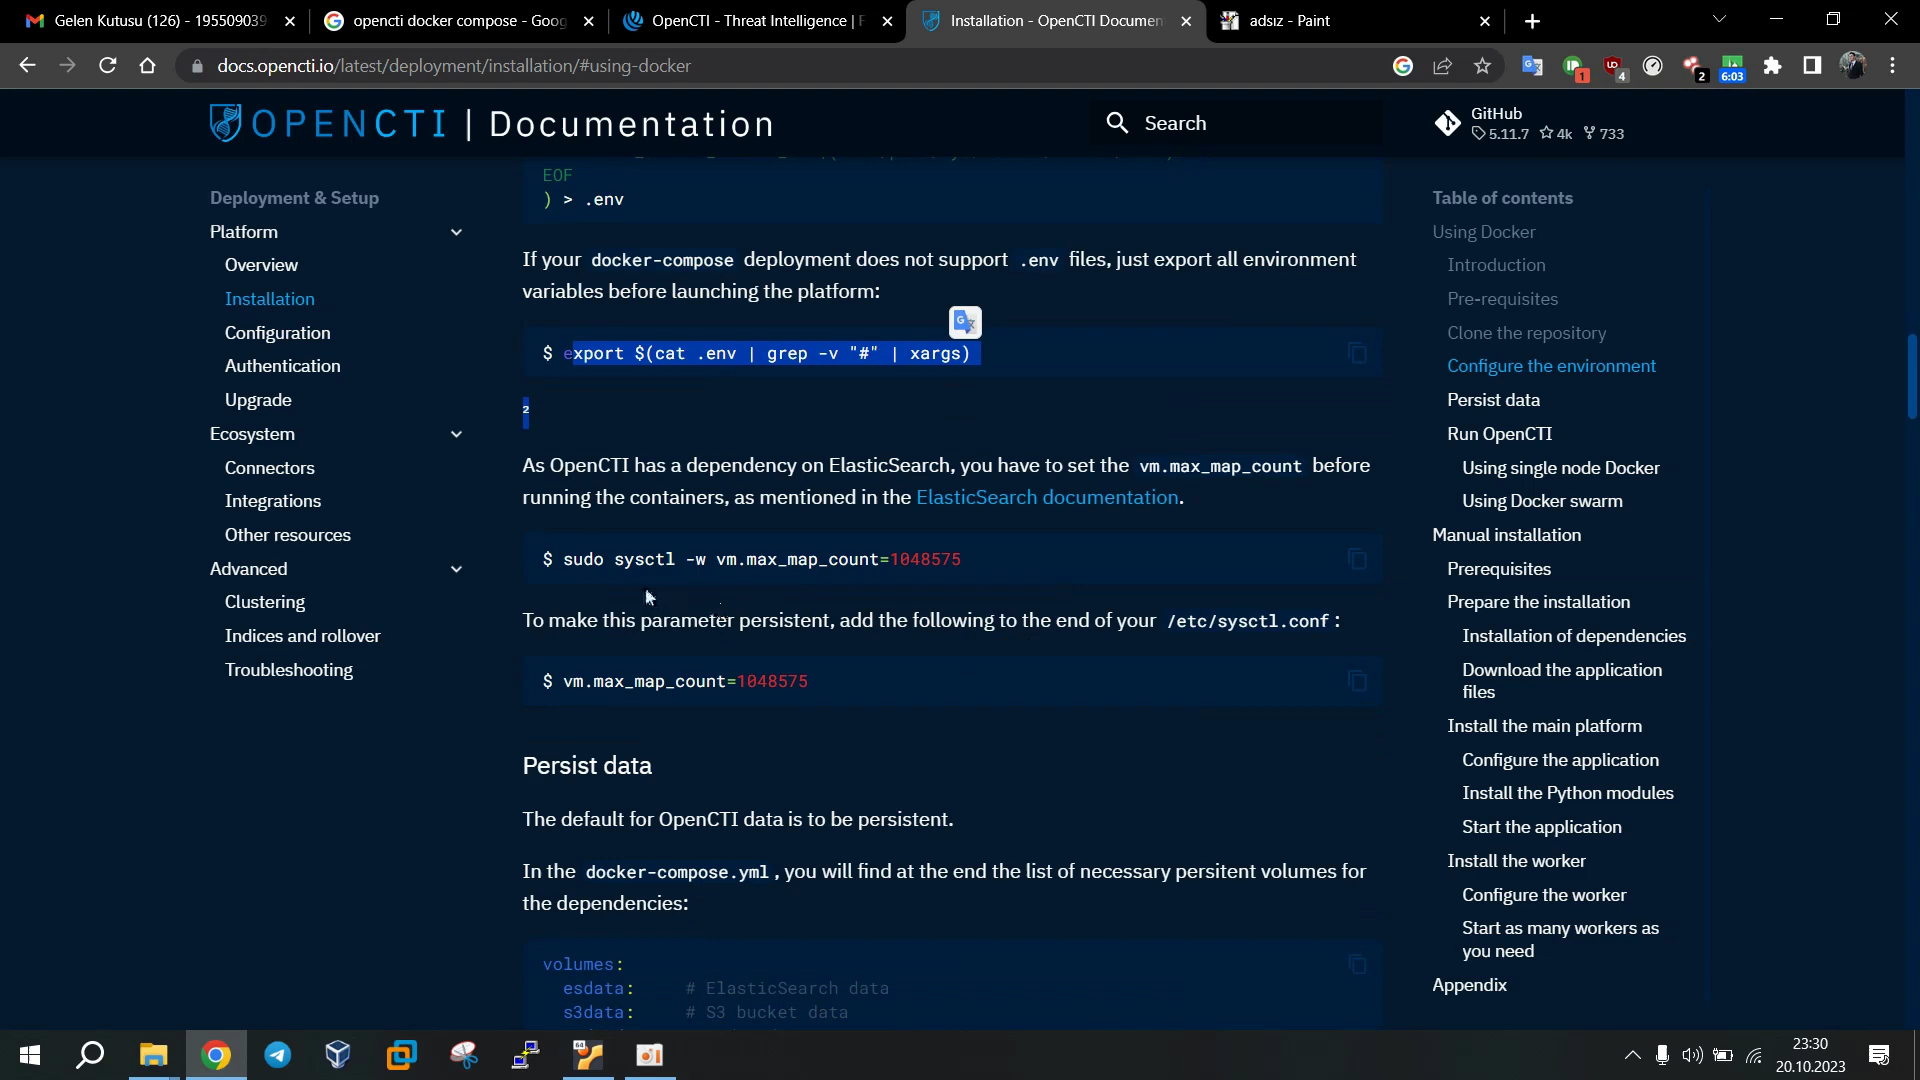 Gelen Kutusu (126) - 195509039
opencti docker compose - Goog
OpenCTI - Threat Intelligence | F
Installation - OpenCTI Documen
adsız - Paint
docs.opencti.io/latest/deployment/installation/#using-docker
1
4
2
6:03
OPENCTI | Documentation
Search
GitHub
5.11.7 4k 733
Deployment & Setup
Platform
Overview
Installation
Configuration
Authentication
Upgrade
Ecosystem
Connectors
Integrations
Other resources
Advanced
Clustering
Indices and rollover
Troubleshooting
EOF
) > .env
If your docker-compose deployment does not support .env files, just export all environment
variables before launching the platform:
$ export $(cat .env | grep -v "#" | xargs)
2
As OpenCTI has a dependency on ElasticSearch, you have to set the vm.max_map_count before
running the containers, as mentioned in the ElasticSearch documentation.
$ sudo sysctl -w vm.max_map_count=1048575
To make this parameter persistent, add the following to the end of your /etc/sysctl.conf:
$ vm.max_map_count=1048575
Persist data
The default for OpenCTI data is to be persistent.
In the docker-compose.yml, you will find at the end the list of necessary persitent volumes for
the dependencies:
volumes:
esdata: # ElasticSearch data
s3data: # S3 bucket data
Table of contents
Using Docker
Introduction
Pre-requisites
Clone the repository
Configure the environment
Persist data
Run OpenCTI
Using single node Docker
Using Docker swarm
Manual installation
Prerequisites
Prepare the installation
Installation of dependencies
Download the application
files
Install the main platform
Configure the application
Install the Python modules
Start the application
Install the worker
Configure the worker
Start as many workers as
you need
Appendix
64
23:30
20.10.2023